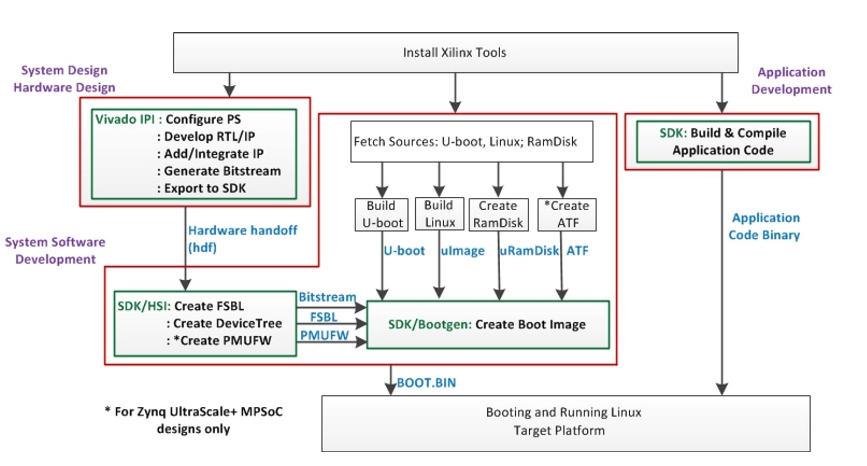 Install Xilinx Tools
System Design
Hardware Design
Application
Development
Vivado IPI : Configure PS
: Develop RTL/IP
: Add/Integrate IP
: Generate Bitstream
: Export to SDK
Fetch Sources: U-boot, Linux; RamDisk
SDK: Build & Compile
Application Code
Build
U-boot
Build
Linux
Create
RamDisk
*Create
ATF
Hardware handoff
(hdf)
System Software
Development
U-boot
uImage
uRamDisk
ATF
Application
Code Binary
SDK/HSI: Create FSBL
: Create DeviceTree
: *Create PMUFW
Bitstream
FSBL
PMUFW
SDK/Bootgen: Create Boot Image
BOOT.BIN
* For Zynq UltraScale+ MPSoC
designs only
Booting and Running Linux
Target Platform